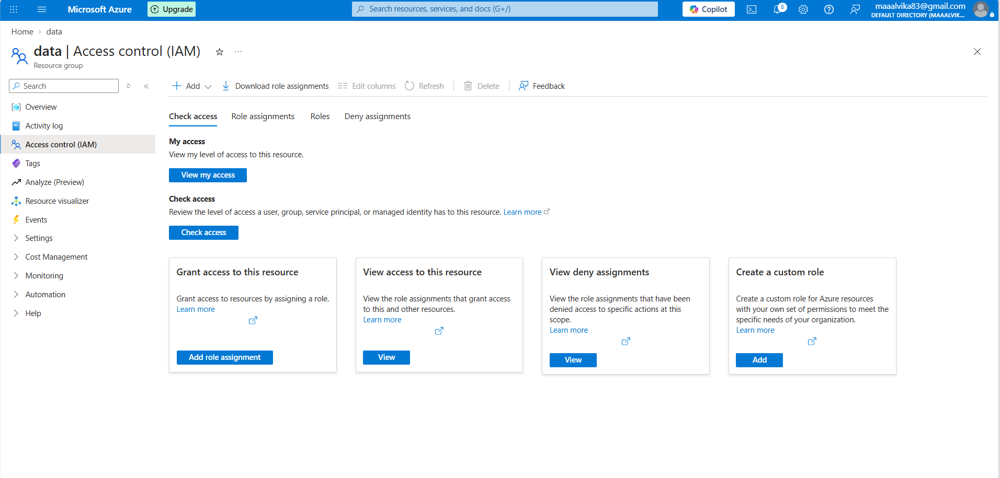 Microsoft Azure
Upgrade
Search resources, services, and docs (G+/)
Copilot
8
maaalvika83@gmail.com
DEFAULT DIRECTORY (MAAALVIK...
Home > data
data | Access control (IAM)
Resource group
Search
Add
Download role assignments
Edit columns
Refresh
Delete
Feedback
Overview
Activity log
Access control (IAM)
Tags
Analyze (Preview)
Resource visualizer
Events
Settings
Cost Management
Monitoring
Automation
Help
Check access
Role assignments
Roles
Deny assignments
My access
View my level of access to this resource.
View my access
Check access
Review the level of access a user, group, service principal, or managed identity has to this resource. Learn more
Check access
Grant access to this resource
Grant access to resources by assigning a role.
Learn more
Add role assignment
View access to this resource
View the role assignments that grant access
to this and other resources.
Learn more
View
View deny assignments
View the role assignments that have been
denied access to specific actions at this
scope.
Learn more
View
Create a custom role
Create a custom role for Azure resources
with your own set of permissions to meet the
specific needs of your organization.
Learn more
Add